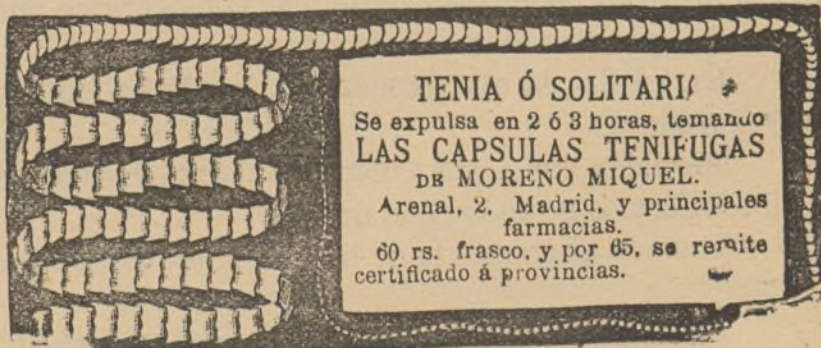 TENIA Ó SOLITARI
Se expulsa en 2 ó 3 horas, tomando
LAS CAPSULAS TENIFUGAS
DE MORENO MIQUEL.
Arenal, 2, Madrid, y principales
farmacias.
60 rs. frasco, y por 65, se remite
certificado á provincias.